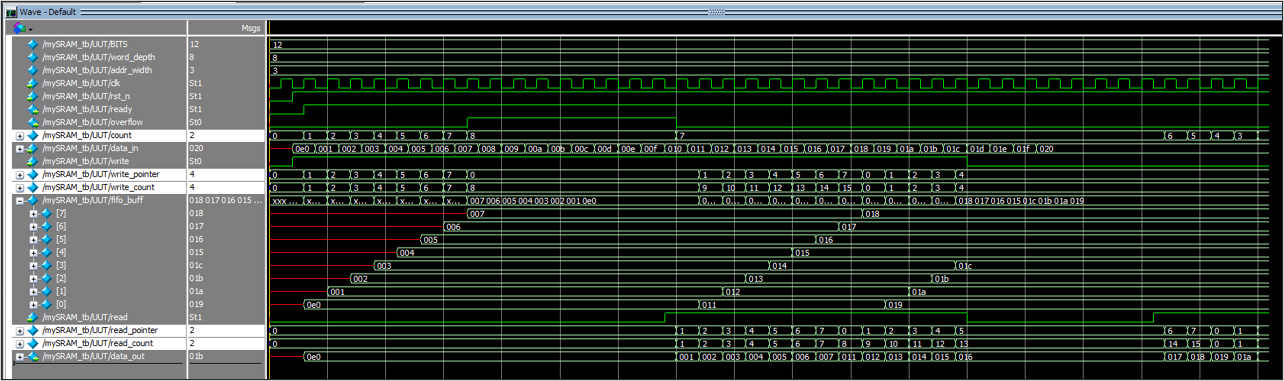 Wave - Default
Msgs
/mySRAM_tb/UUT/BITS 12 12
/mySRAM_tb/UUT/word_depth 8 8
/mySRAM_tb/UUT/addr_width 3 3
/mySRAM_tb/UUT/clk St1
/mySRAM_tb/UUT/rst_n St1
/mySRAM_tb/UUT/ready St1
/mySRAM_tb/UUT/overflow St0
/mySRAM_tb/UUT/count 2 0 1 2 3 4 5 6 7 8 7 6 5 4 3
/mySRAM_tb/UUT/data_in 020 0e0 001 002 003 004 005 006 007 008 009 00a 00b 00c 00d 00e 00f 010 011 012 013 014 015 016 017 018 019 01a 01b 01c 01d 01e 01f 020
/mySRAM_tb/UUT/write St0
/mySRAM_tb/UUT/write_pointer 4 0 1 2 3 4 5 6 7 0 1 2 3 4 5 6 7 0 1 2 3 4
/mySRAM_tb/UUT/write_count 4 0 1 2 3 4 5 6 7 8 9 10 11 12 13 14 15 0 1 2 3 4
/mySRAM_tb/UUT/fifo_buff 018 017 016 015 ... xxx ... x... x... x... x... x... x... x... 007 006 005 004 003 002 001 0e0 0... 0... 0... 0... 0... 0... 0... 0... 0... 0... 0... 018 017 016 015 01c 01b 01a 019
[7] 018 007 018
[6] 017 006 017
[5] 016 005 016
[4] 015 004 015
[3] 01c 003 014 01c
[2] 01b 002 013 01b
[1] 01a 001 012 01a
[0] 019 0e0 011 019
/mySRAM_tb/UUT/read St1
/mySRAM_tb/UUT/read_pointer 2 0 1 2 3 4 5 6 7 0 1 2 3 4 5 6 7 0 1
/mySRAM_tb/UUT/read_count 2 0 1 2 3 4 5 6 7 8 9 10 11 12 13 14 15 0 1
/mySRAM_tb/UUT/data_out 01b 0e0 001 002 003 004 005 006 007 011 012 013 014 015 016 017 018 019 01a